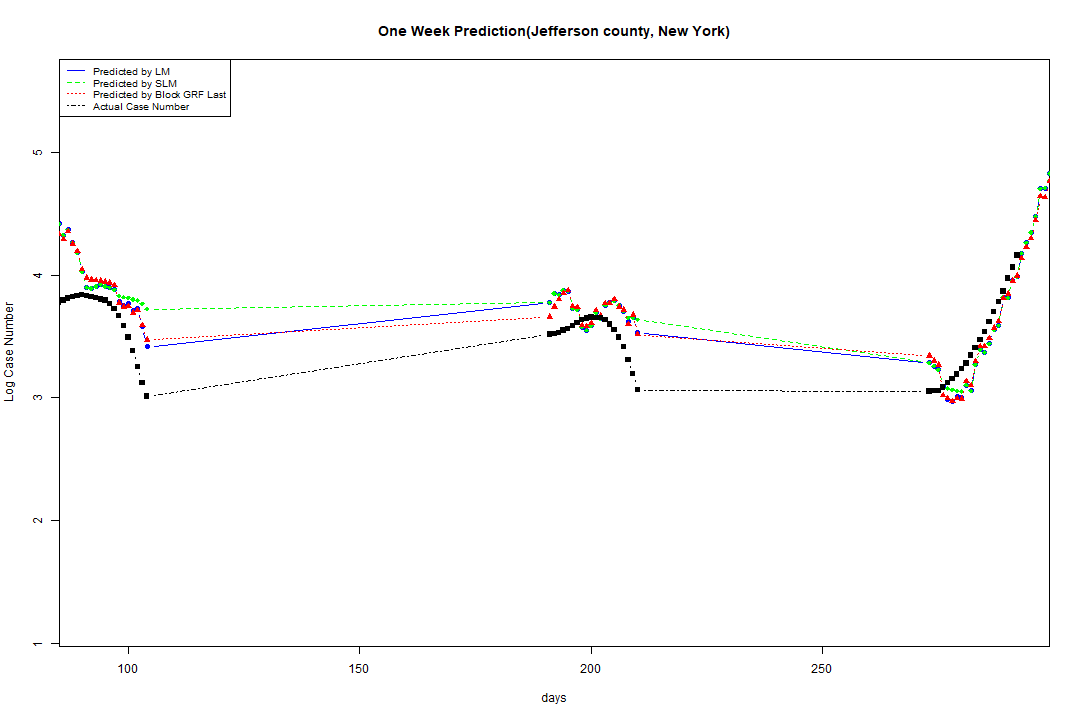 One Week Prediction(Jefferson county, New York)
Predicted by LM
Predicted by SLM
Predicted by Block GRF Last
Actual Case Number
5
4
3
2
1
Log Case Number
100 150 200 250
days